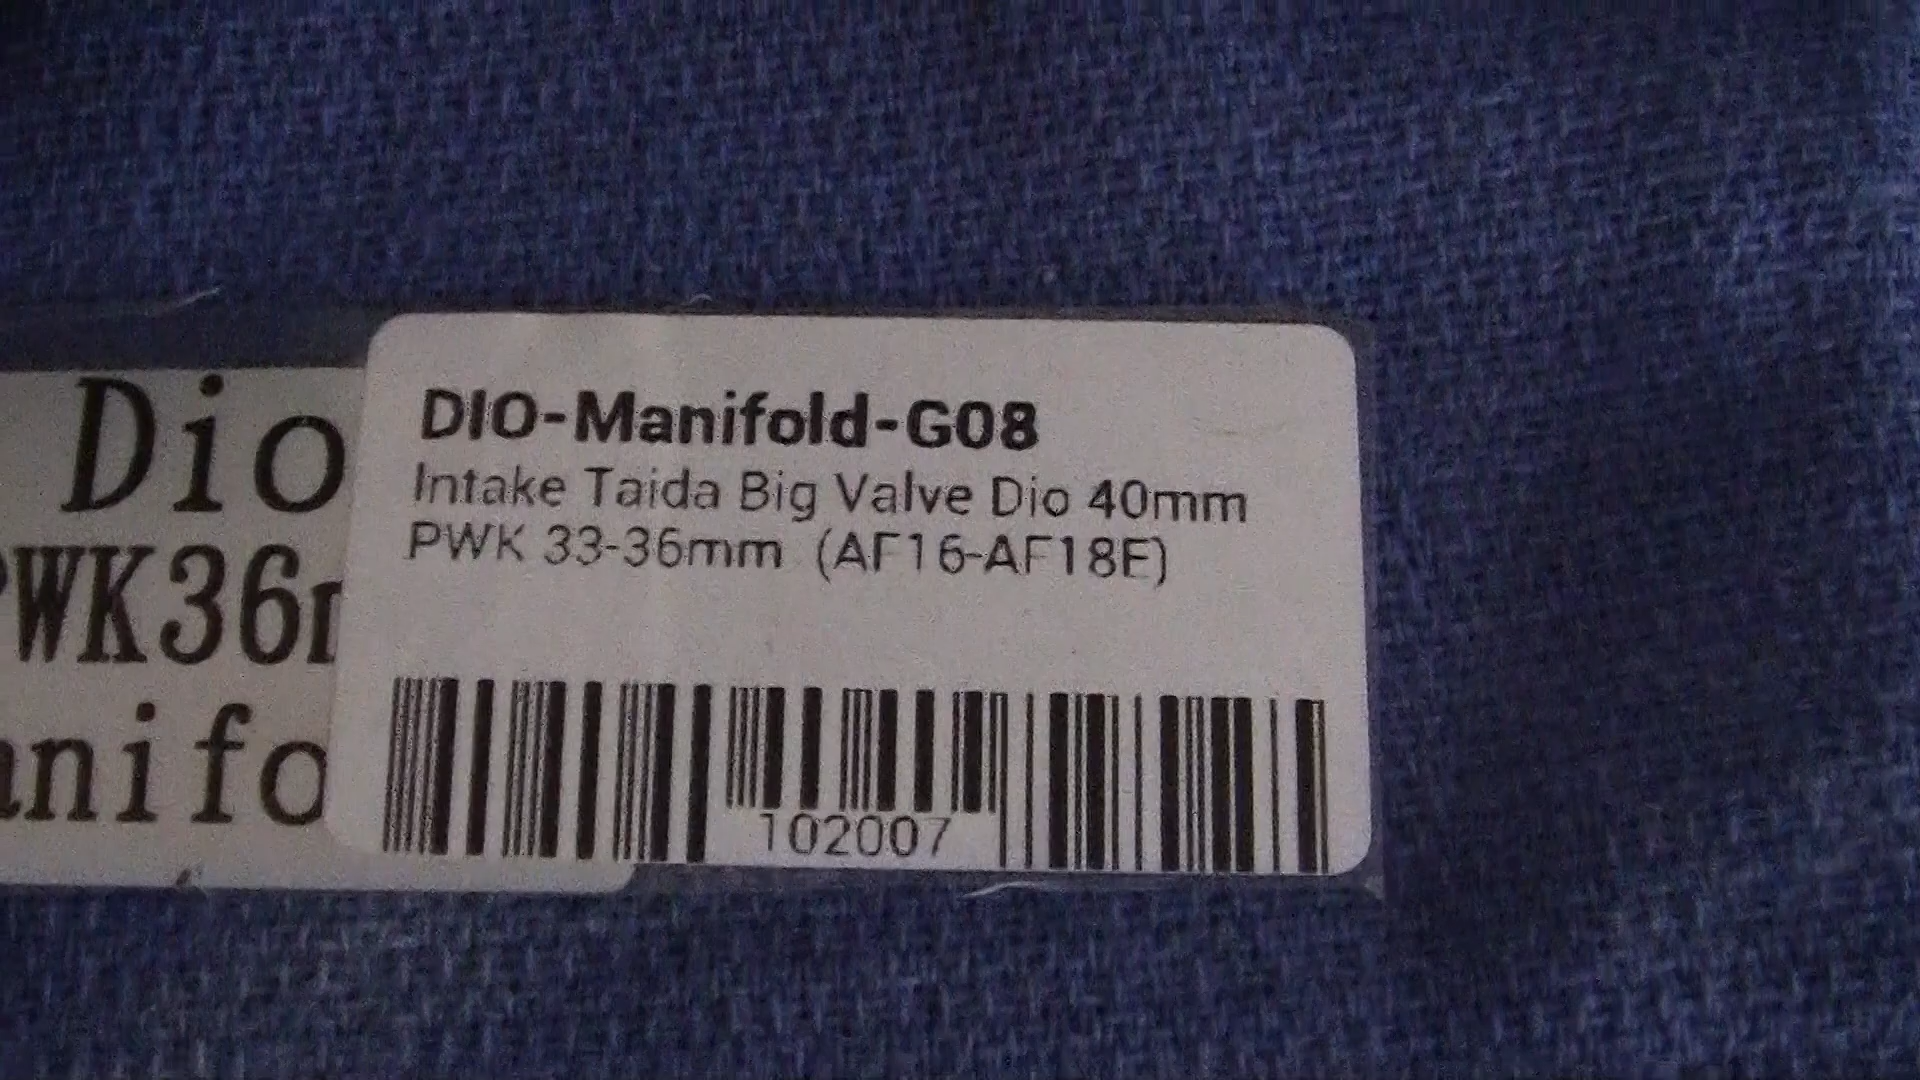 Dio
PWK36m
anifo
DIO-Manifold-G08
Intake Taida Big Valve Dio 40mm
PWK 33-36mm (AF16-AF18E)
102007